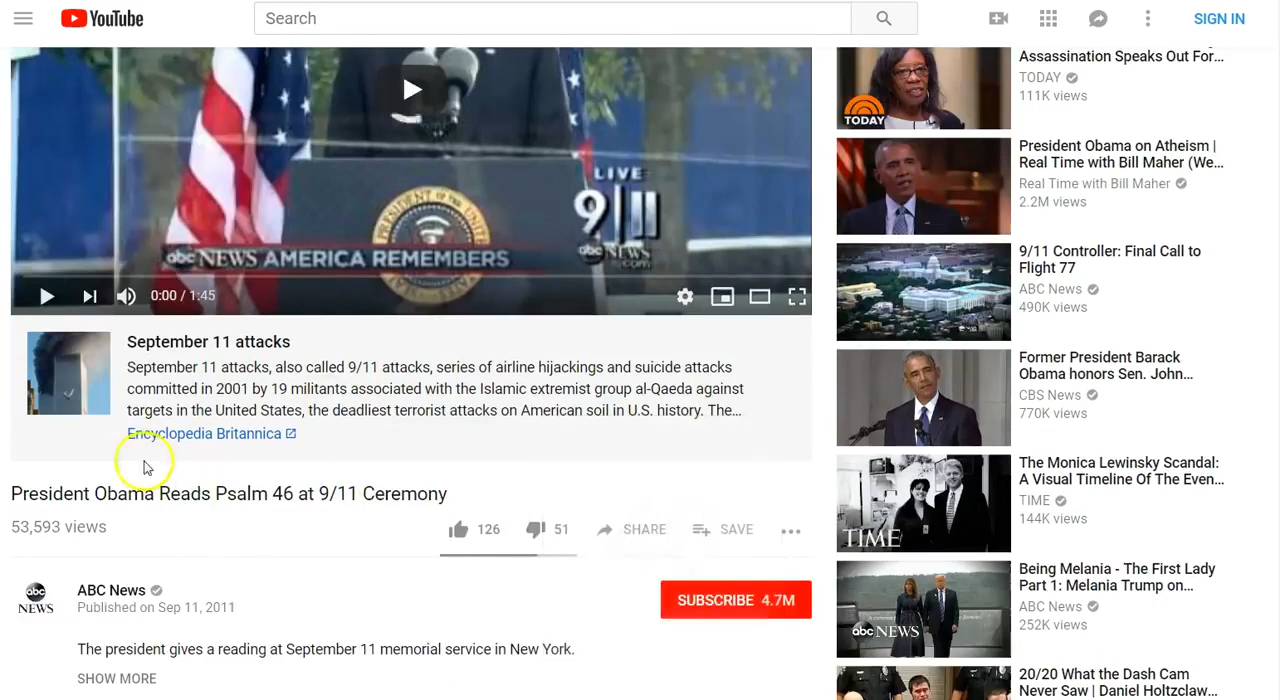 YouTube
Search
SIGN IN
LIVE
9/11
abc NEWS
.com
abc NEWS AMERICA REMEMBERS
0:00 / 1:45
September 11 attacks
September 11 attacks, also called 9/11 attacks, series of airline hijackings and suicide attacks
committed in 2001 by 19 militants associated with the Islamic extremist group al-Qaeda against
targets in the United States, the deadliest terrorist attacks on American soil in U.S. history. The...
Encyclopedia Britannica
President Obama Reads Psalm 46 at 9/11 Ceremony
53,593 views
126
51
SHARE
SAVE
abc
NEWS
ABC News
Published on Sep 11, 2011
SUBSCRIBE 4.7M
The president gives a reading at September 11 memorial service in New York.
SHOW MORE
TODAY
Assassination Speaks Out For...
TODAY
111K views
President Obama on Atheism |
Real Time with Bill Maher (We...
Real Time with Bill Maher
2.2M views
9/11 Controller: Final Call to
Flight 77
ABC News
490K views
Former President Barack
Obama honors Sen. John...
CBS News
770K views
TIME
The Monica Lewinsky Scandal:
A Visual Timeline Of The Even...
TIME
144K views
abc NEWS
Being Melania - The First Lady
Part 1: Melania Trump on...
ABC News
252K views
20/20 What the Dash Cam
Never Saw | Daniel Holtzclaw...